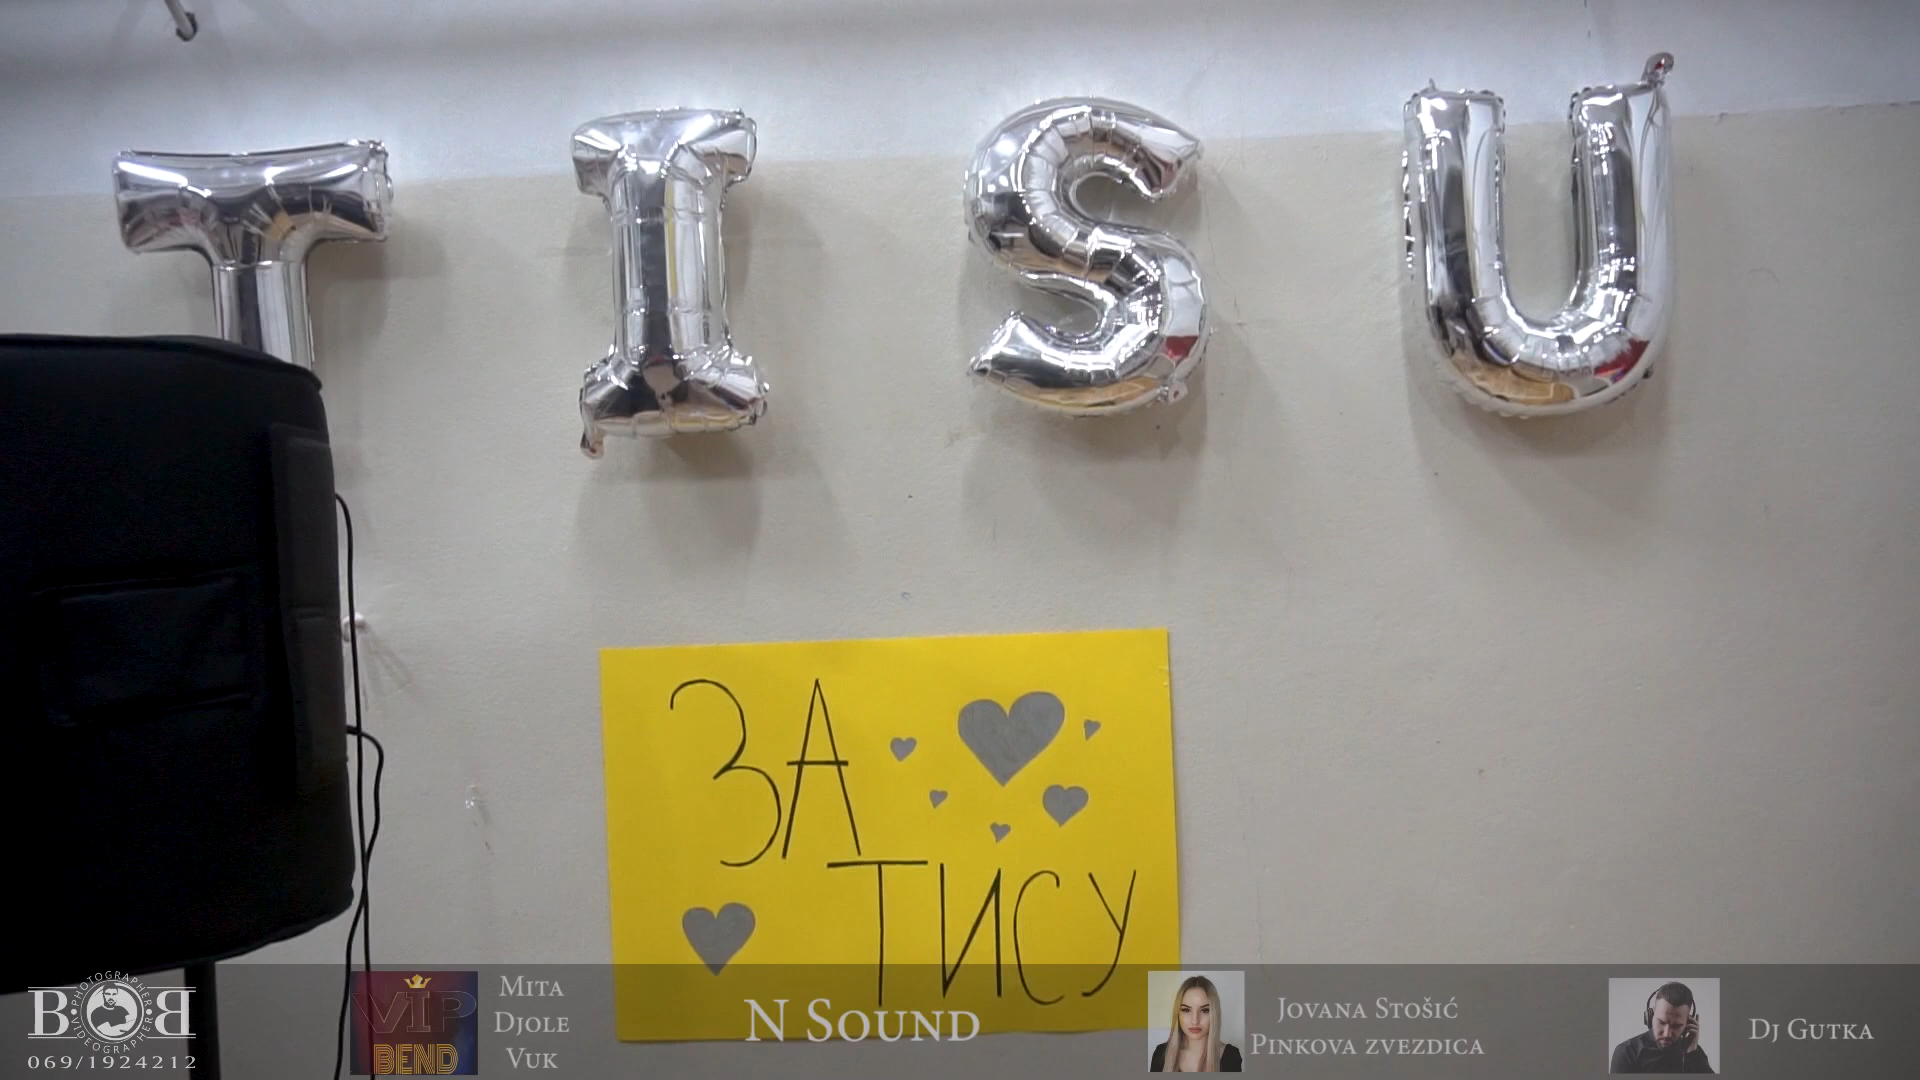 TISU
ЗА
ТИСУ
BOB
PHOTOGRAPHER
VIDEOGRAPHER
069/1924212
VIP
BEND
Mita
Djole
Vuk
N Sound
Jovana Stošić
Pinkova zvezdica
Dj Gutka